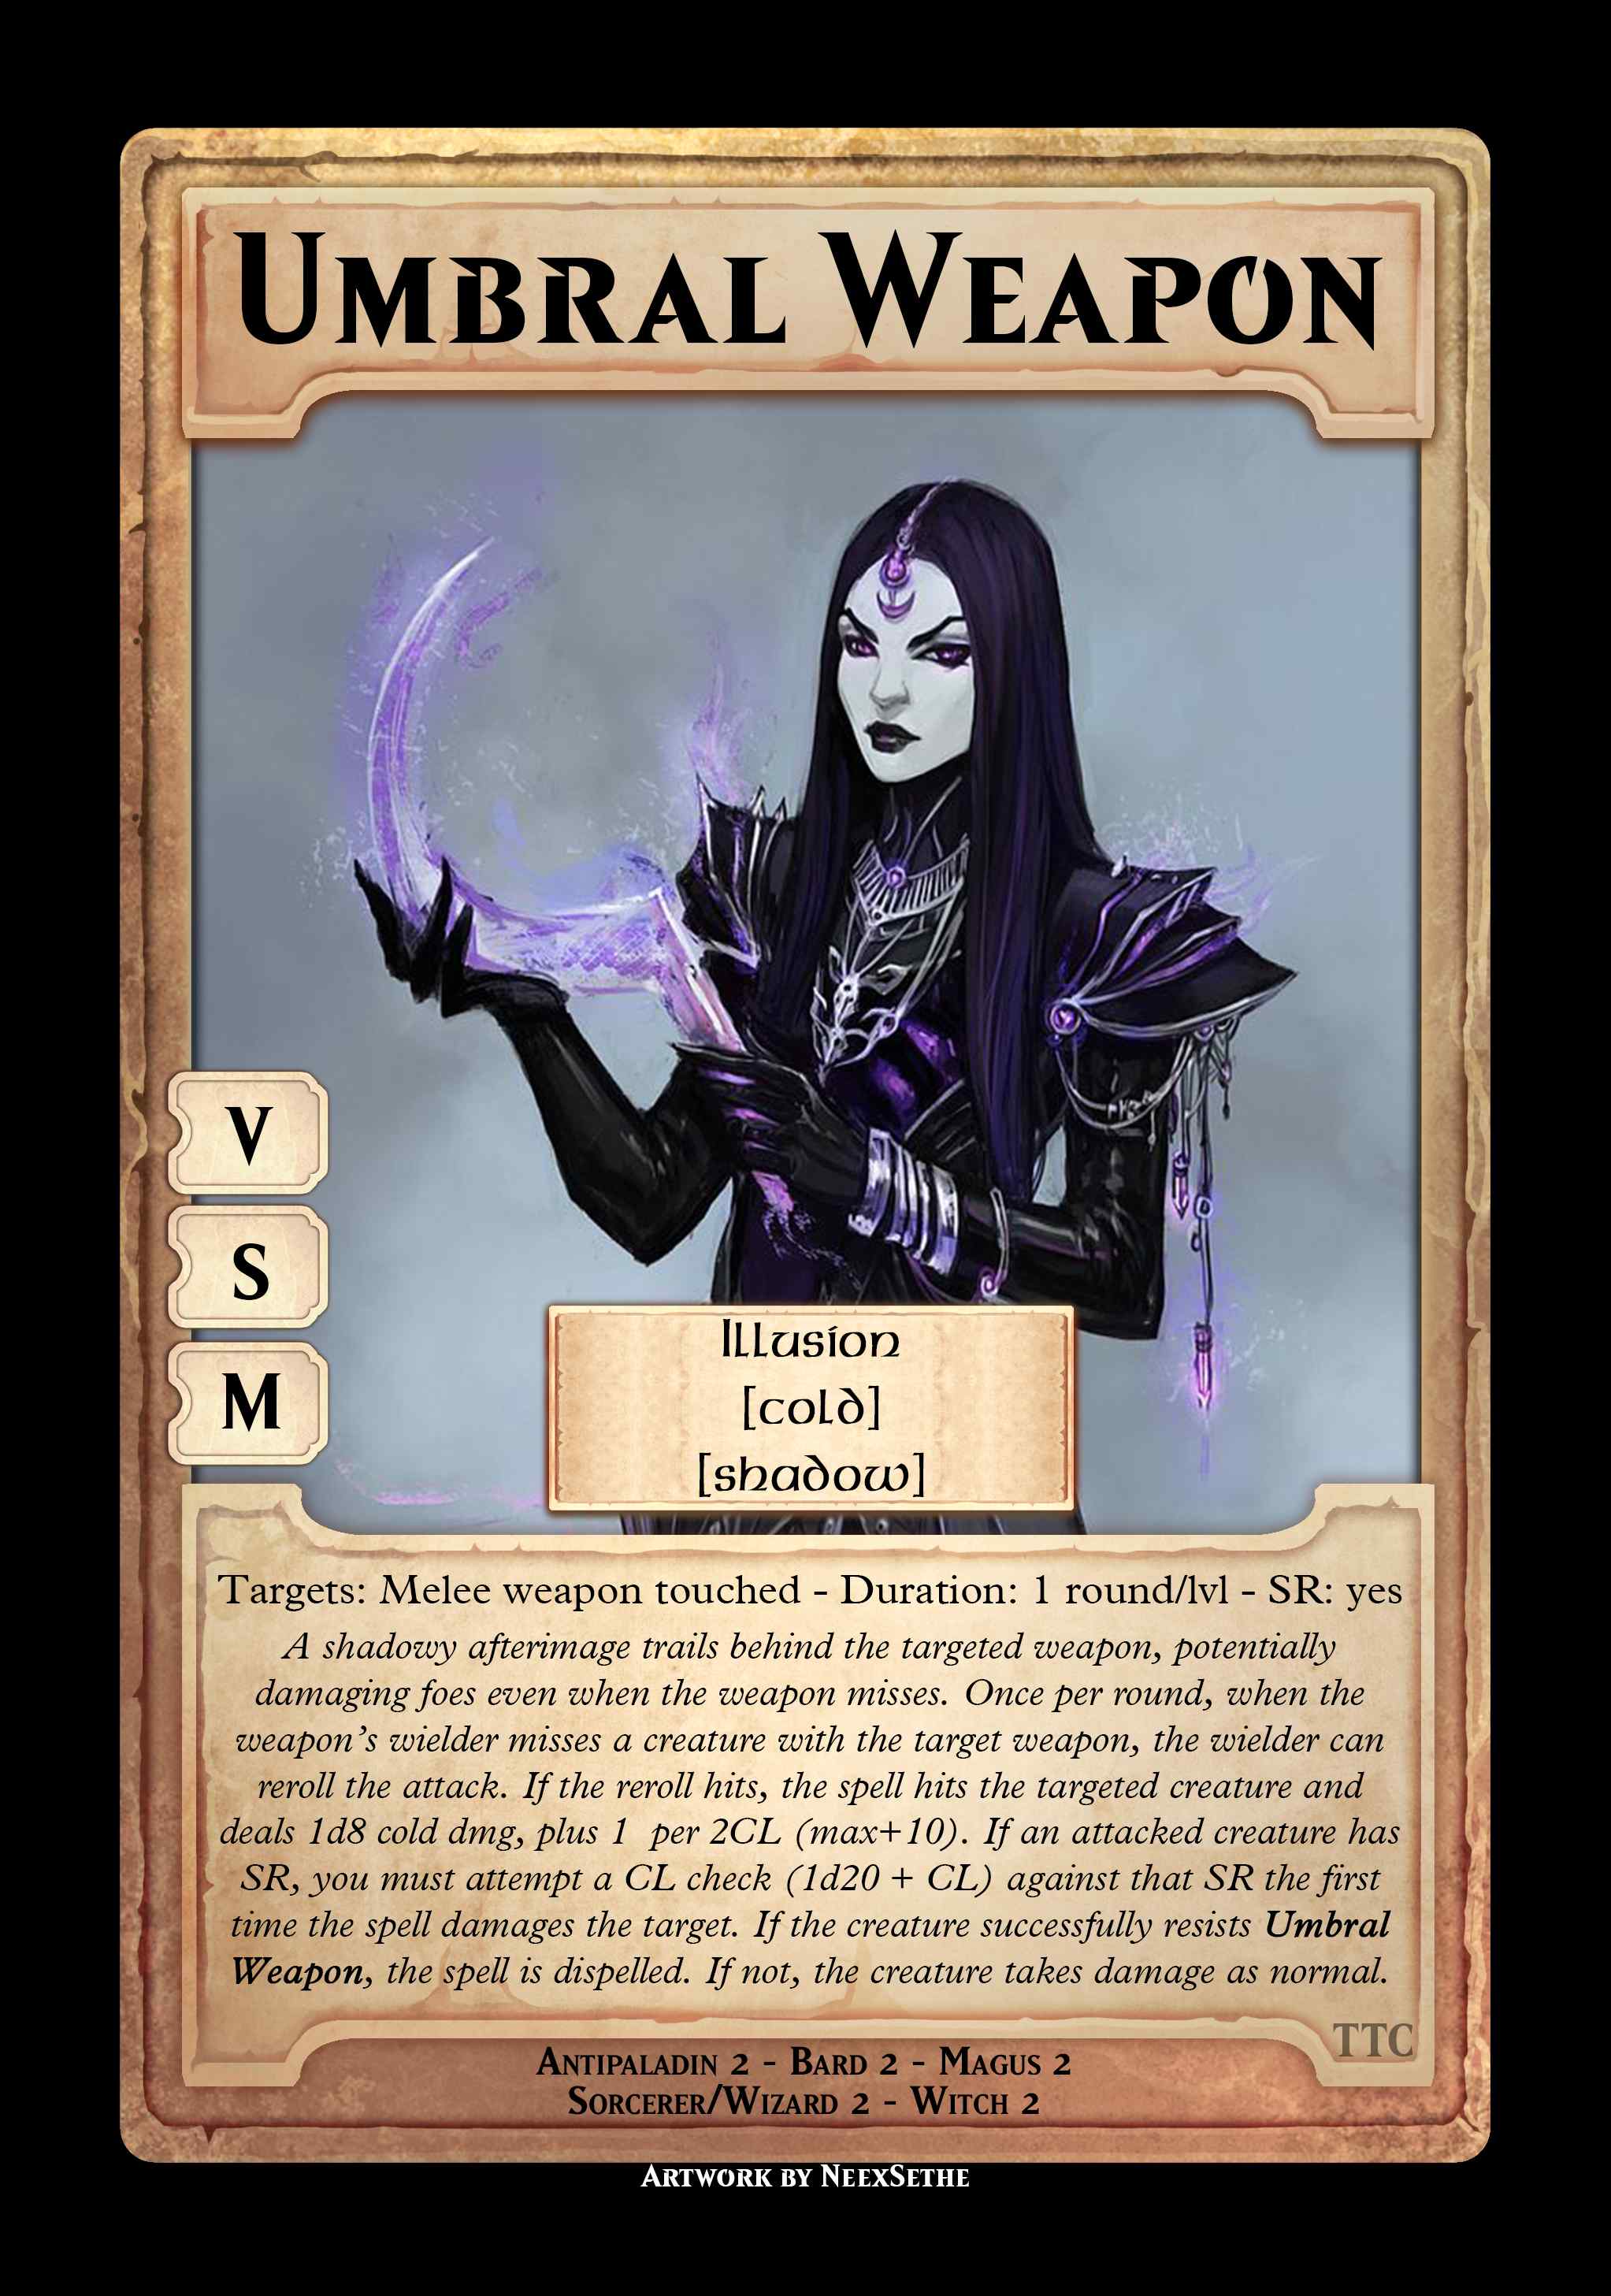 Umbral Weapon
V
S
M
Illusion
[cold]
[shadow]
Targets: Melee weapon touched - Duration: 1 round/lvl - SR: yes
A shadowy afterimage trails behind the targeted weapon, potentially
damaging foes even when the weapon misses. Once per round, when the
weapon's wielder misses a creature with the target weapon, the wielder can
reroll the attack. If the reroll hits, the spell hits the targeted creature and
deals 1d8 cold dmg, plus 1 per 2CL (max+10). If an attacked creature has
SR, you must attempt a CL check (1d20 + CL) against that SR the first
time the spell damages the target. If the creature successfully resists Umbral
Weapon, the spell is dispelled. If not, the creature takes damage as normal.
TTC
Antipaladin 2 - Bard 2 - Magus 2
Sorcerer/Wizard 2 - Witch 2
Artwork by NeexSethe